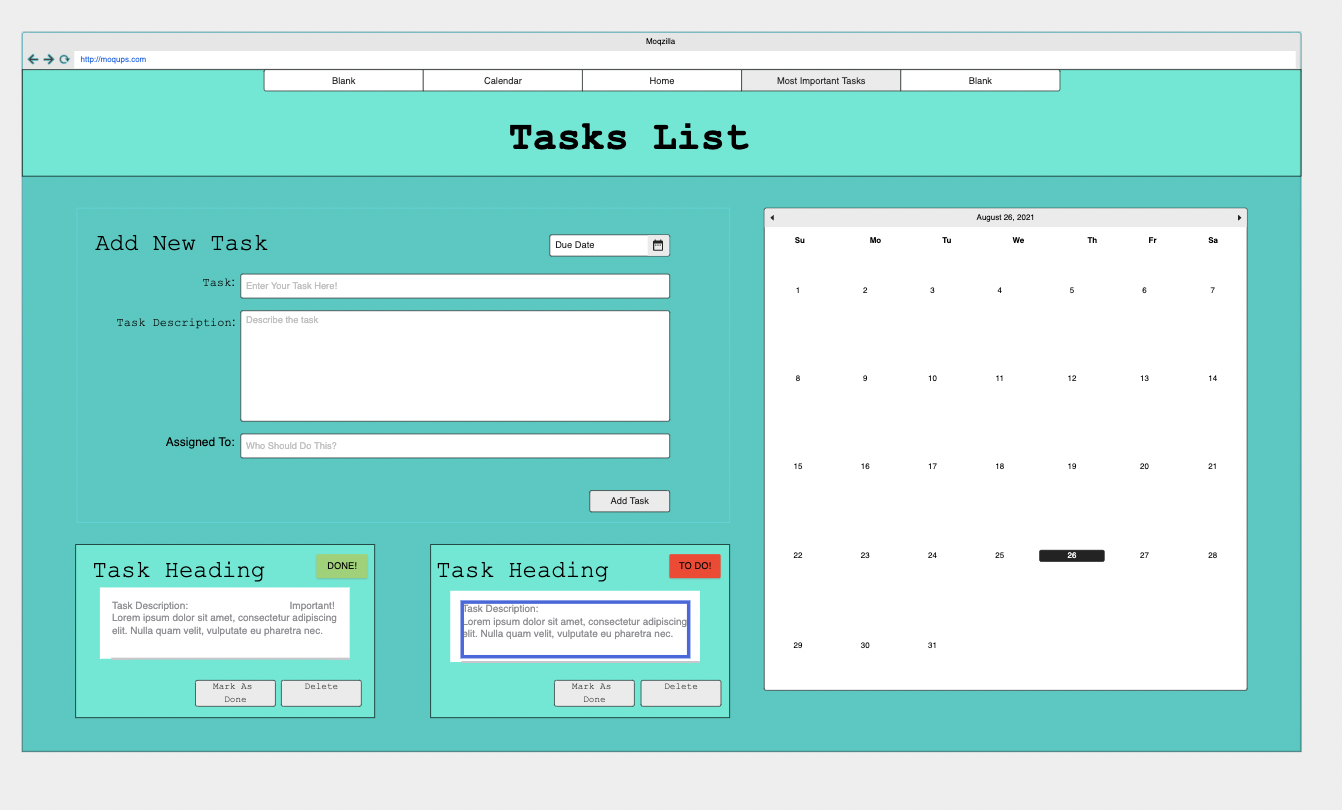 Moqzilla
http://moqups.com
Blank Calendar Home Most Important Tasks Blank
Tasks List
Add New Task
Due Date
Task:
Enter Your Task Here!
Task Description:
Describe the task
Assigned To:
Who Should Do This?
Add Task
August 26, 2021
Su Mo Tu We Th Fr Sa
1 2 3 4 5 6 7
8 9 10 11 12 13 14
15 16 17 18 19 20 21
22 23 24 25 26 27 28
29 30 31
Task Heading
DONE!
Task Description: Important!
Lorem ipsum dolor sit amet, consectetur adipiscing
elit. Nulla quam velit, vulputate eu pharetra nec.
Mark As
Done
Delete
Task Heading
TO DO!
Task Description:
Lorem ipsum dolor sit amet, consectetur adipiscing
elit. Nulla quam velit, vulputate eu pharetra nec.
Mark As
Done
Delete